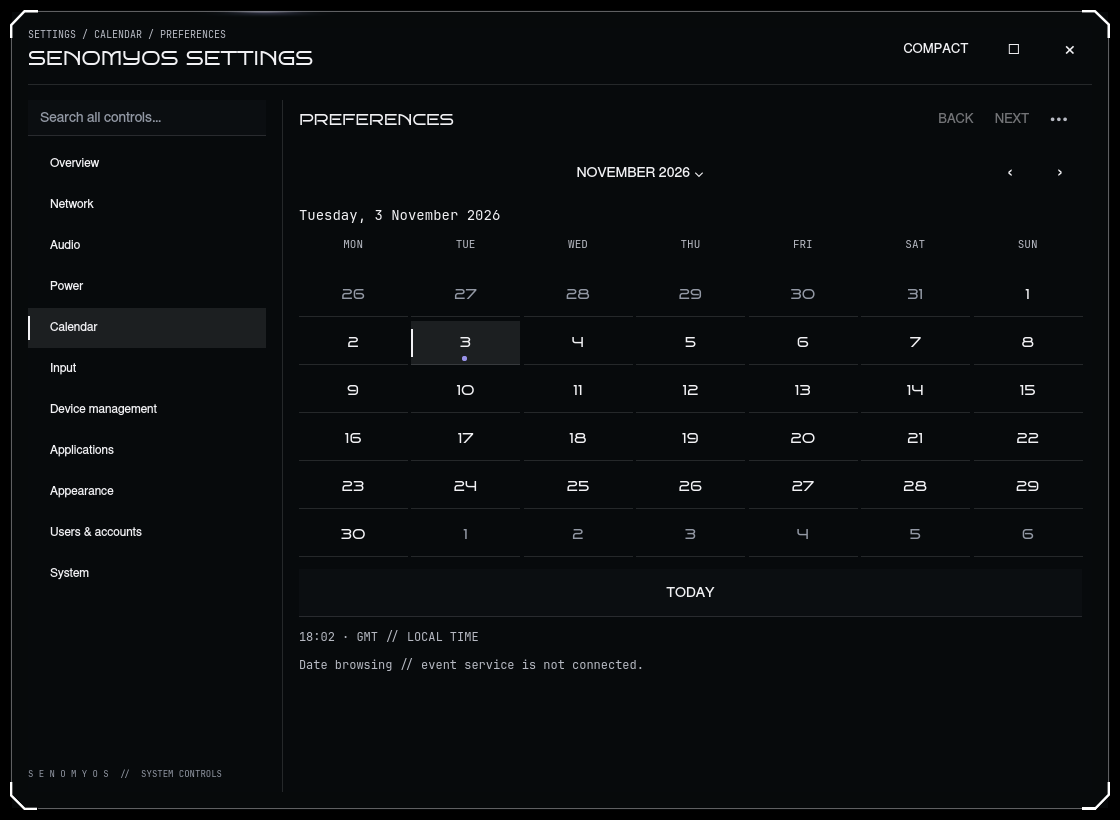 SETTINGS / CALENDAR / PREFERENCES
SENOMYOS SETTINGS
COMPACT
Search all controls...
Overview
Network
Audio
Power
Calendar
Input
Device management
Applications
Appearance
Users & accounts
System
SENOMYOS // SYSTEM CONTROLS
PREFERENCES
BACK NEXT •••
NOVEMBER 2026
Tuesday, 3 November 2026
MON TUE WED THU FRI SAT SUN
26 27 28 29 30 31 1
2 3 4 5 6 7 8
9 10 11 12 13 14 15
16 17 18 19 20 21 22
23 24 25 26 27 28 29
30 1 2 3 4 5 6
TODAY
18:02 · GMT // LOCAL TIME
Date browsing // event service is not connected.